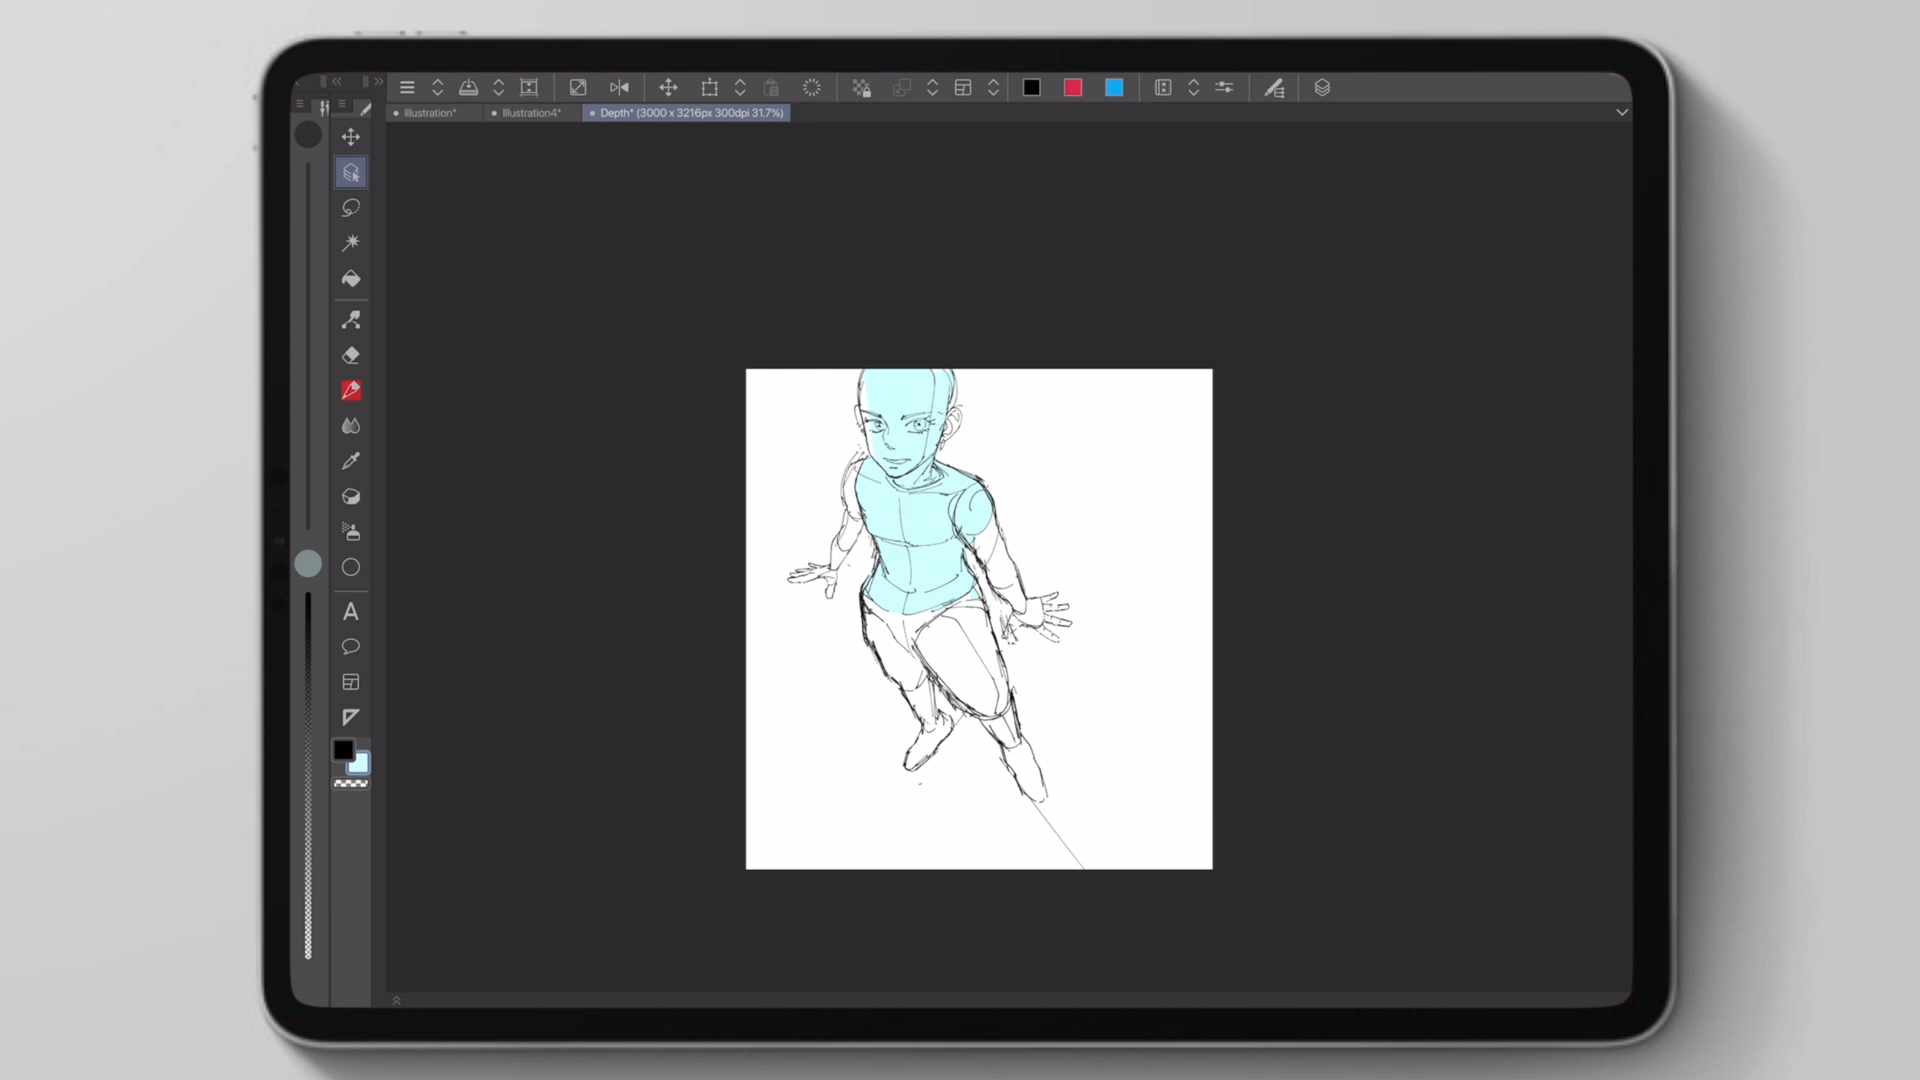 Illustration*
Illustration4*
Depth* (3000 x 3216px 300dpi 31.7%)
A